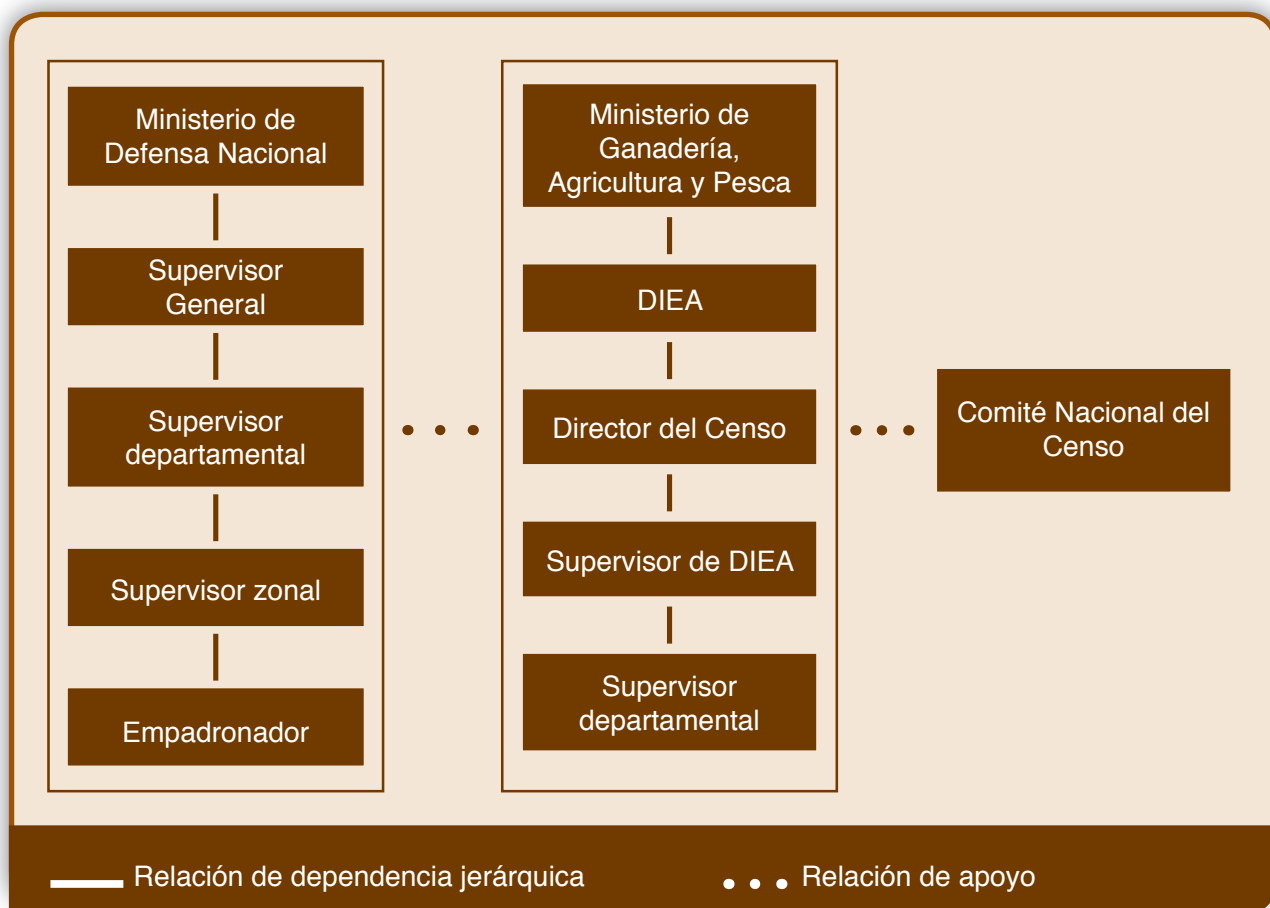 Ministerio de
Defensa Nacional
Supervisor
General
Supervisor
departamental
Supervisor zonal
Empadronador
Ministerio de
Ganadería,
Agricultura y Pesca
DIEA
Director del Censo
Supervisor de DIEA
Supervisor
departamental
Comité Nacional del
Censo
Relación de dependencia jerárquica
Relación de apoyo